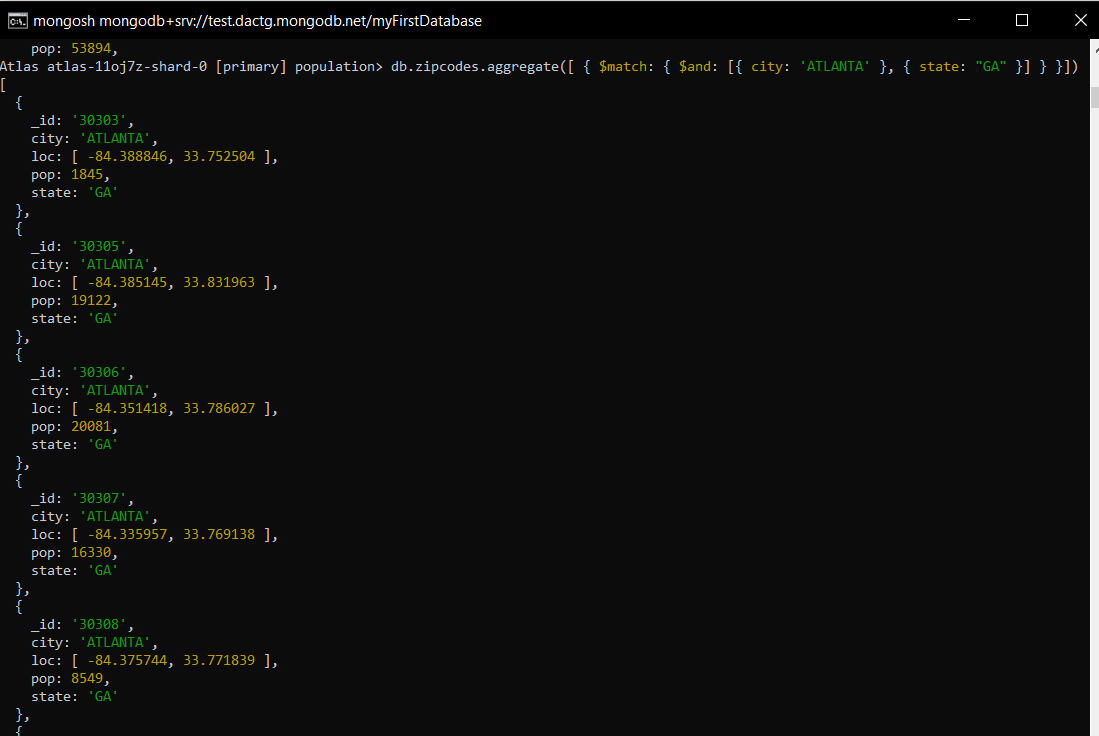 mongosh mongodb+srv://test.dactg.mongodb.net/myFirstDatabase
pop: 53894,
Atlas atlas-11oj7z-shard-0 [primary] population> db.zipcodes.aggregate([ { $match: { $and: [{ city: 'ATLANTA' }, { state: "GA" }] } }])
[
  {
    _id: '30303',
    city: 'ATLANTA',
    loc: [ -84.388846, 33.752504 ],
    pop: 1845,
    state: 'GA'
  },
  {
    _id: '30305',
    city: 'ATLANTA',
    loc: [ -84.385145, 33.831963 ],
    pop: 19122,
    state: 'GA'
  },
  {
    _id: '30306',
    city: 'ATLANTA',
    loc: [ -84.351418, 33.786027 ],
    pop: 20081,
    state: 'GA'
  },
  {
    _id: '30307',
    city: 'ATLANTA',
    loc: [ -84.335957, 33.769138 ],
    pop: 16330,
    state: 'GA'
  },
  {
    _id: '30308',
    city: 'ATLANTA',
    loc: [ -84.375744, 33.771839 ],
    pop: 8549,
    state: 'GA'
  },
  {